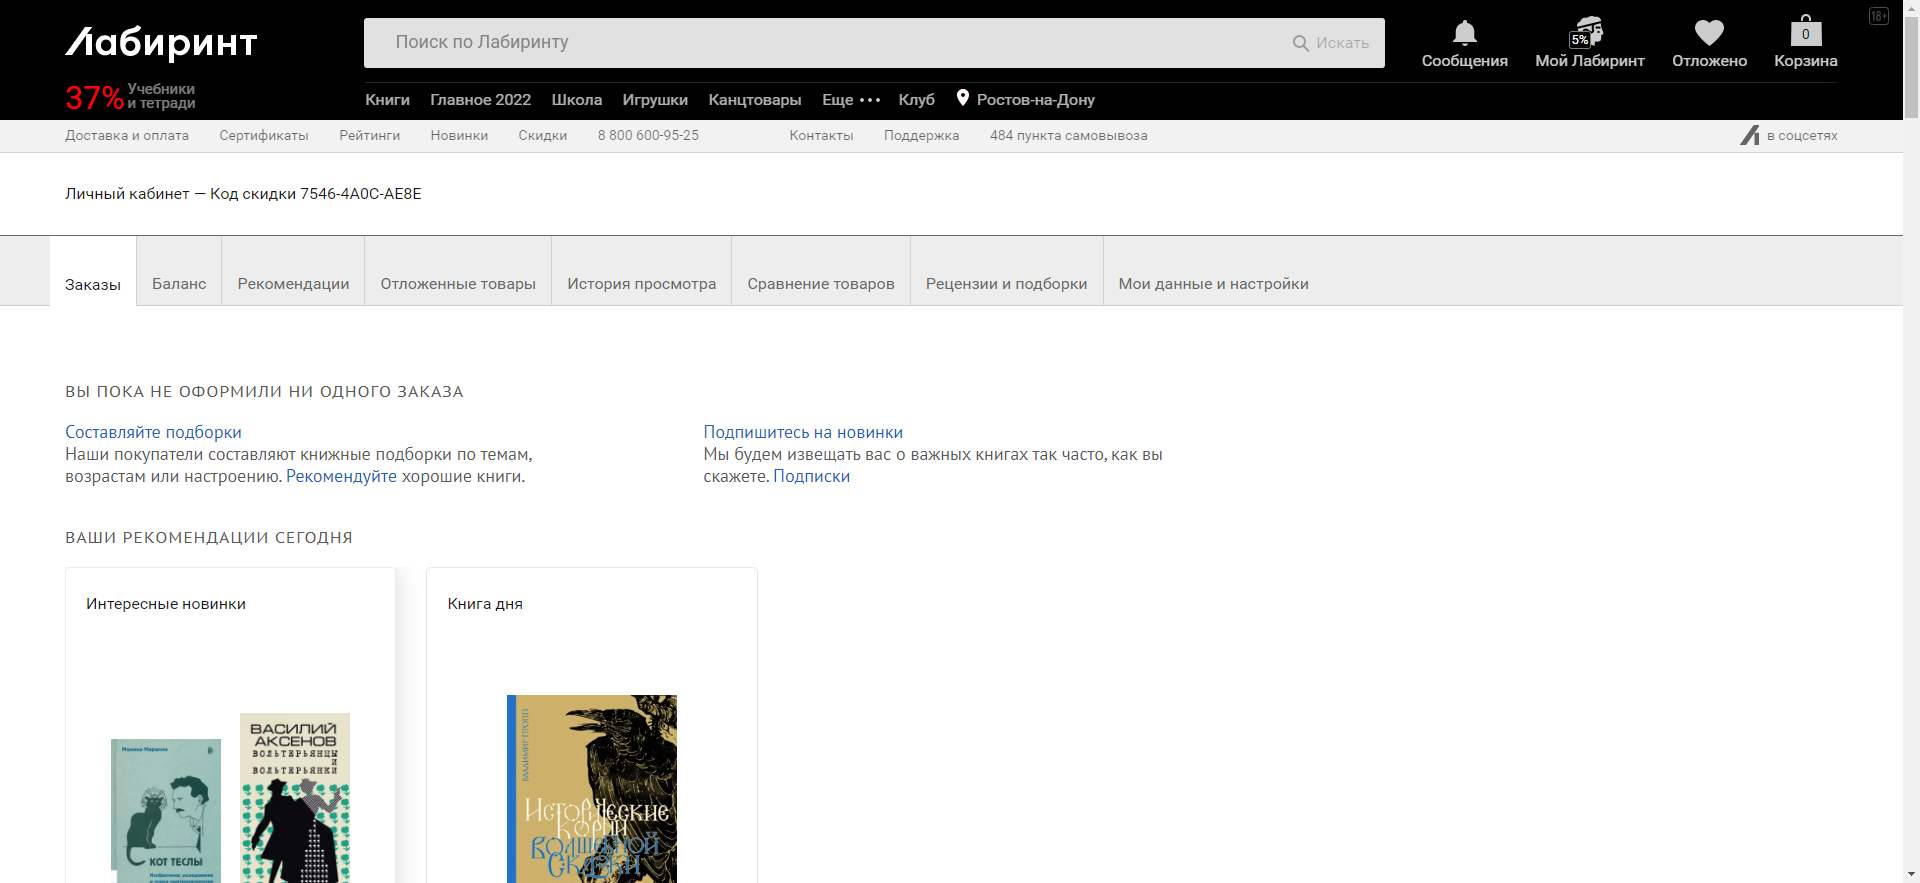 Лабиринт
Поиск по Лабиринту
Искать
Сообщения
5%
Мой Лабиринт
Отложено
0
Корзина
18+
37% Учебники и тетради
Книги Главное 2022 Школа Игрушки Канцтовары Еще ••• Клуб Ростов-на-Дону
Доставка и оплата Сертификаты Рейтинги Новинки Скидки 8 800 600-95-25 Контакты Поддержка 484 пункта самовывоза в соцсетях
Личный кабинет — Код скидки 7546-4A0C-AE8E
Заказы Баланс Рекомендации Отложенные товары История просмотра Сравнение товаров Рецензии и подборки Мои данные и настройки
ВЫ ПОКА НЕ ОФОРМИЛИ НИ ОДНОГО ЗАКАЗА
Составляйте подборки
Наши покупатели составляют книжные подборки по темам,
возрастам или настроению. Рекомендуйте хорошие книги.
Подпишитесь на новинки
Мы будем извещать вас о важных книгах так часто, как вы
скажете. Подписки
ВАШИ РЕКОМЕНДАЦИИ СЕГОДНЯ
Интересные новинки
КОТ ТЕСЛЫ
ВАСИЛИЙ
АКСЕНОВ
ВОЛЬТЕРЬЯНЦЫ
И
ВОЛЬТЕРЬЯНКИ
Книга дня
ВЛАДИМИР ПРОПП
Исторические
корни
волшебной
сказки